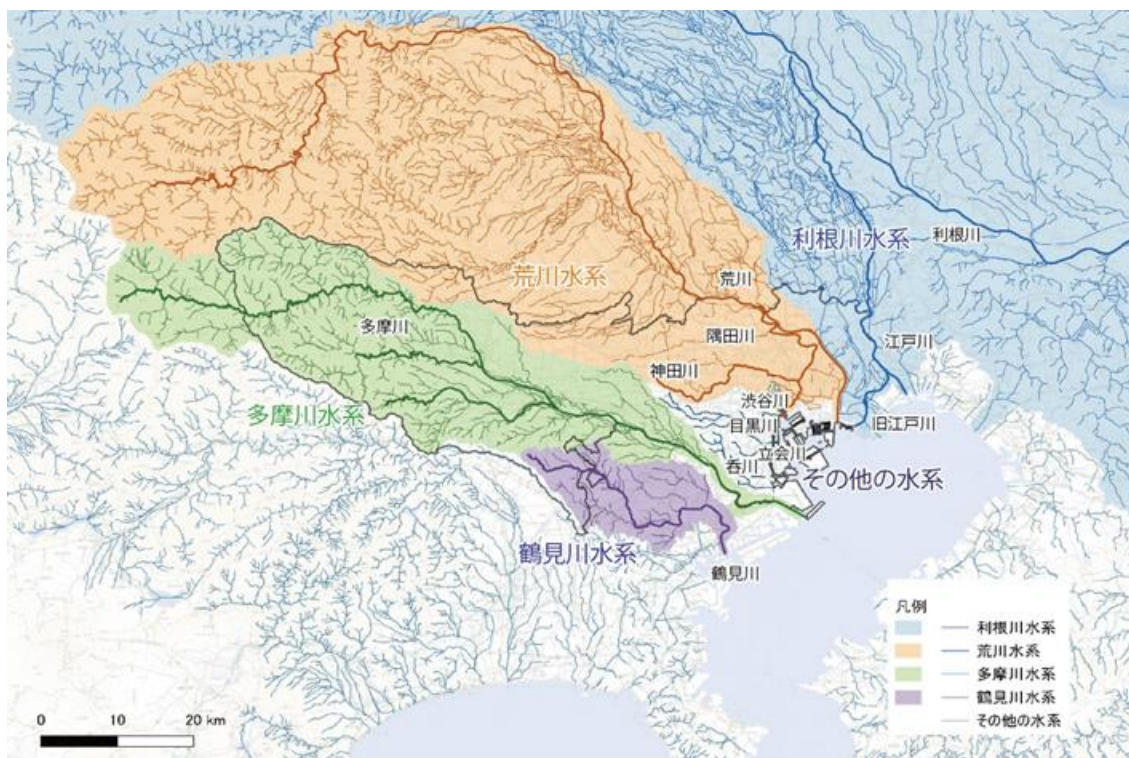 利根川水系
利根川
荒川水系
荒川
多摩川
隅田川
江戸川
神田川
渋谷川
多摩川水系
目黒川
旧江戸川
立会川
呑川
その他の水系
鶴見川水系
鶴見川
凡例
利根川水系
荒川水系
多摩川水系
鶴見川水系
その他の水系
0 10 20 km